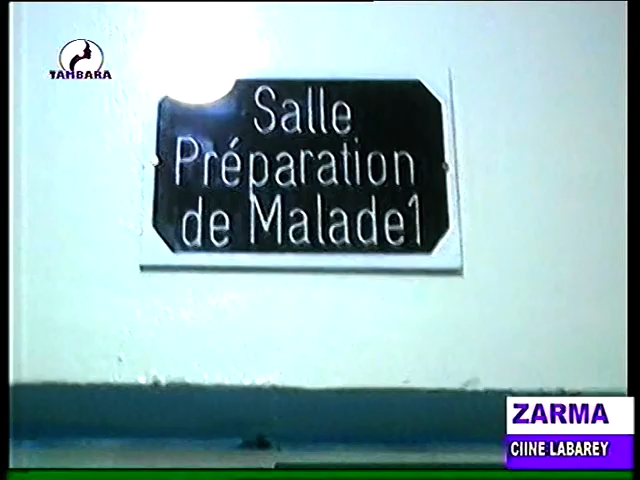 TAMBARA
Salle
Préparation
de Malade1
ZARMA
CIINE LABAREY